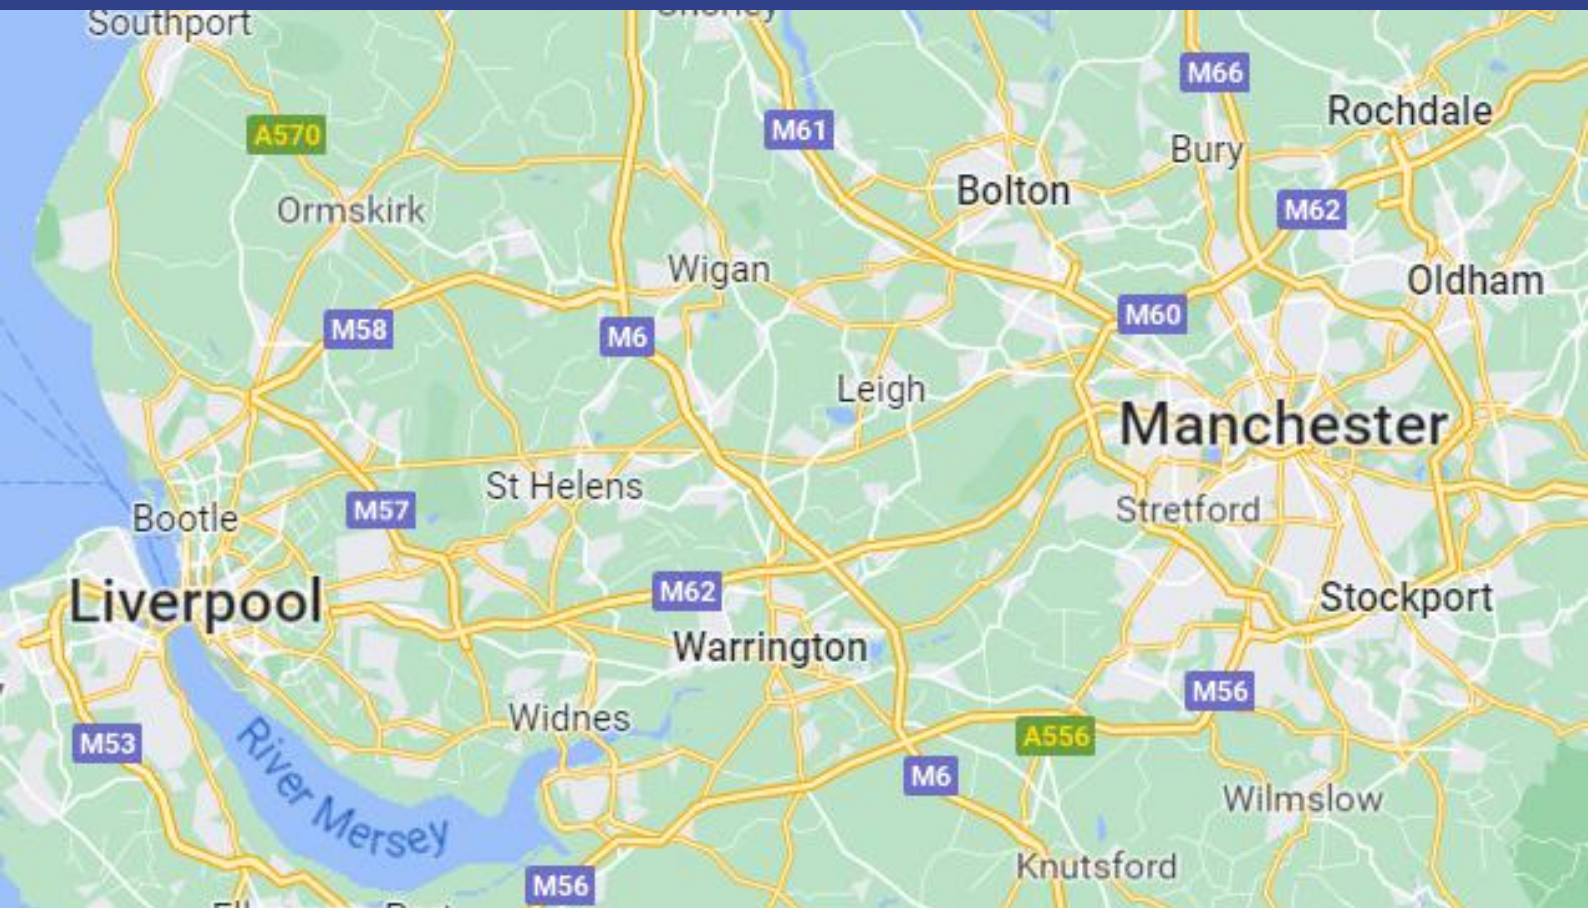 Southport
Chorley
M66
Rochdale
A570
M61
Bury
Bolton
Ormskirk
M62
Wigan
Oldham
M58
M6
M60
Leigh
Manchester
St Helens
M57
Bootle
Stretford
Liverpool
M62
Stockport
Warrington
M56
Widnes
M53
A556
River Mersey
M6
Wilmslow
Knutsford
M56